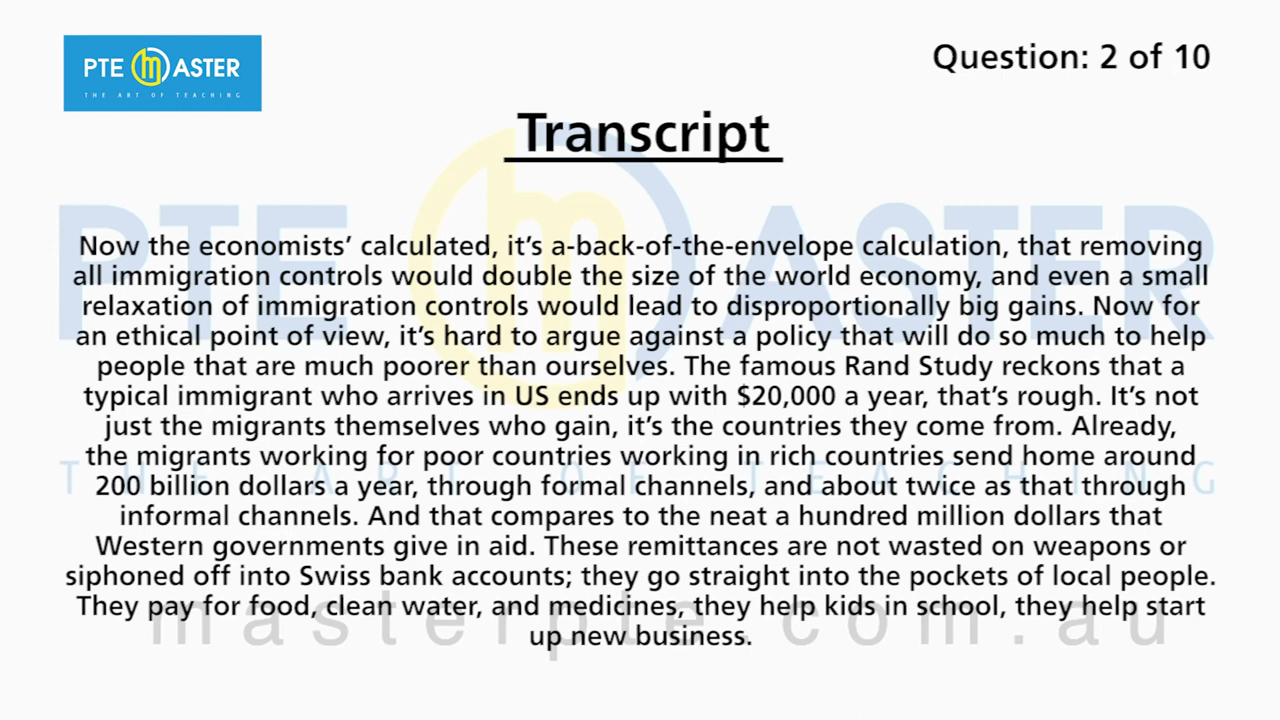 PTE MASTER
THE ART OF TEACHING
Question: 2 of 10
Transcript
Now the economists’ calculated, it’s a-back-of-the-envelope calculation, that removing
all immigration controls would double the size of the world economy, and even a small
relaxation of immigration controls would lead to disproportionally big gains. Now for
an ethical point of view, it’s hard to argue against a policy that will do so much to help
people that are much poorer than ourselves. The famous Rand Study reckons that a
typical immigrant who arrives in US ends up with $20,000 a year, that’s rough. It’s not
just the migrants themselves who gain, it’s the countries they come from. Already,
the migrants working for poor countries working in rich countries send home around
200 billion dollars a year, through formal channels, and about twice as that through
informal channels. And that compares to the neat a hundred million dollars that
Western governments give in aid. These remittances are not wasted on weapons or
siphoned off into Swiss bank accounts; they go straight into the pockets of local people.
They pay for food, clean water, and medicines, they help kids in school, they help start
up new business.
PTE MASTER
THE ART OF TEACHING
masterpte.com.au